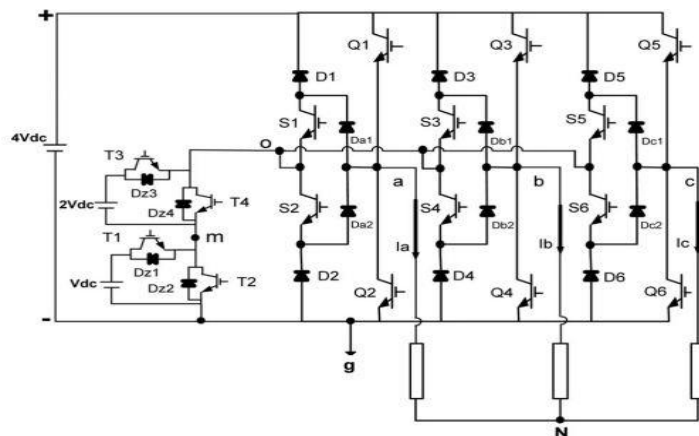 +
Q1 Q3 Q5
D1 D3 D5
4Vdc
S1 Da1 S3 Db1 S5 Dc1
T3 O
Dz3
2Vdc T4 a b c
Dz4
T1 m S2 Da2 S4 Db2 S6 Dc2
Ia Ib Ic
Vdc Dz1 Dz2 T2 D2 Q2 D4 Q4 D6 Q6
-
g
N